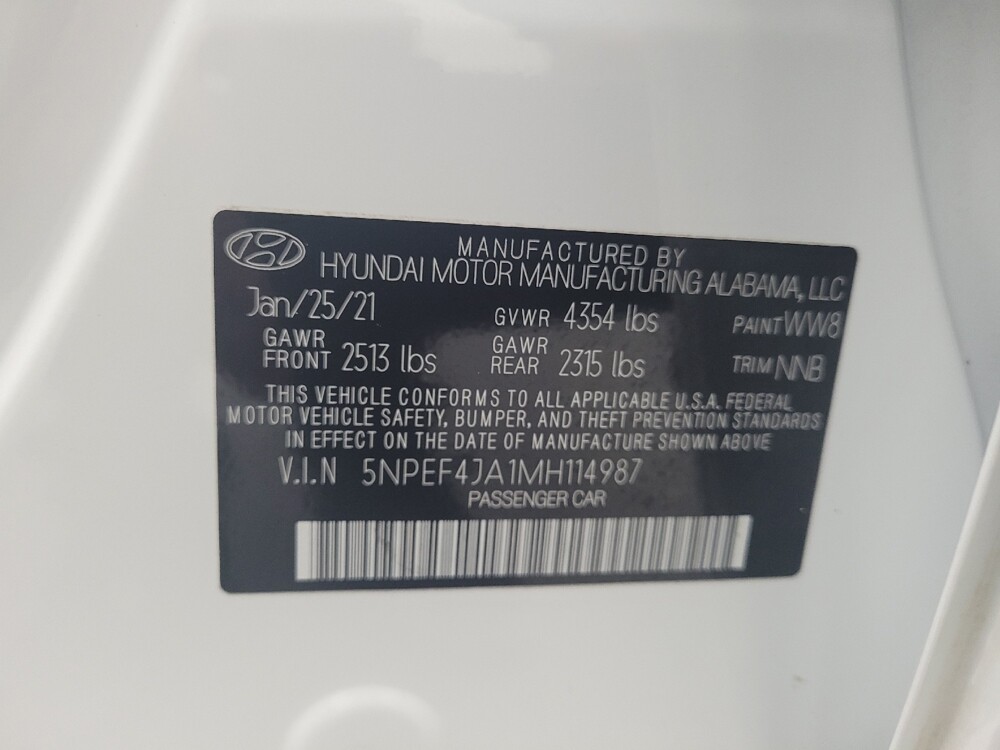 MANUFACTURED BY
HYUNDAI MOTOR MANUFACTURING ALABAMA, LLC
Jan/25/21 GVWR 4354 lbs PAINT WW8
GAWR FRONT 2513 lbs GAWR REAR 2315 lbs TRIM NNB
THIS VEHICLE CONFORMS TO ALL APPLICABLE U.S.A. FEDERAL
MOTOR VEHICLE SAFETY, BUMPER, AND THEFT PREVENTION STANDARDS
IN EFFECT ON THE DATE OF MANUFACTURE SHOWN ABOVE
V.I.N 5NPEF4JA1MH114987
PASSENGER CAR